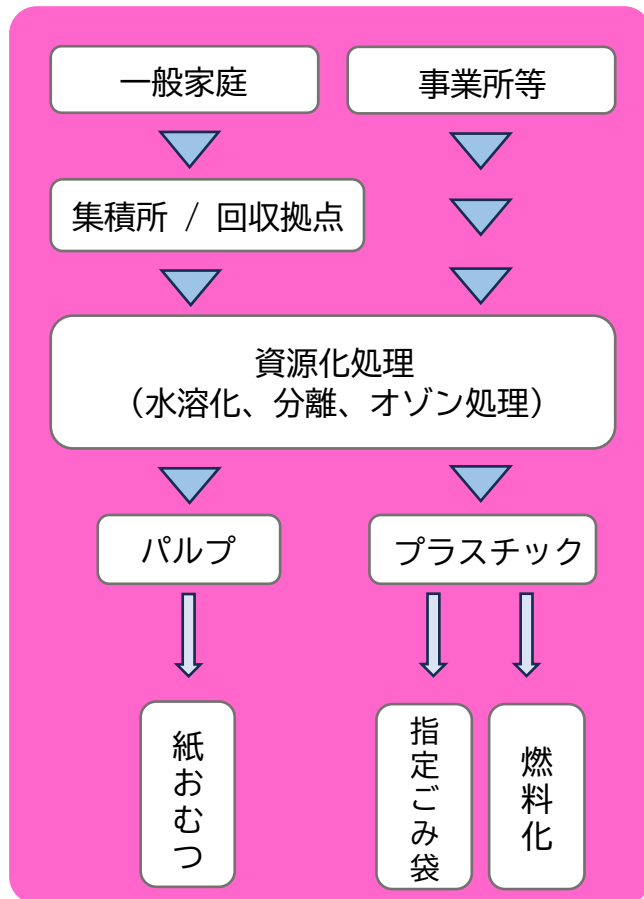 一般家庭
事業所等
集積所 / 回収拠点
資源化処理
（水溶化、分離、オゾン処理）
パルプ
プラスチック
紙おむつ
指定ごみ袋
燃料化